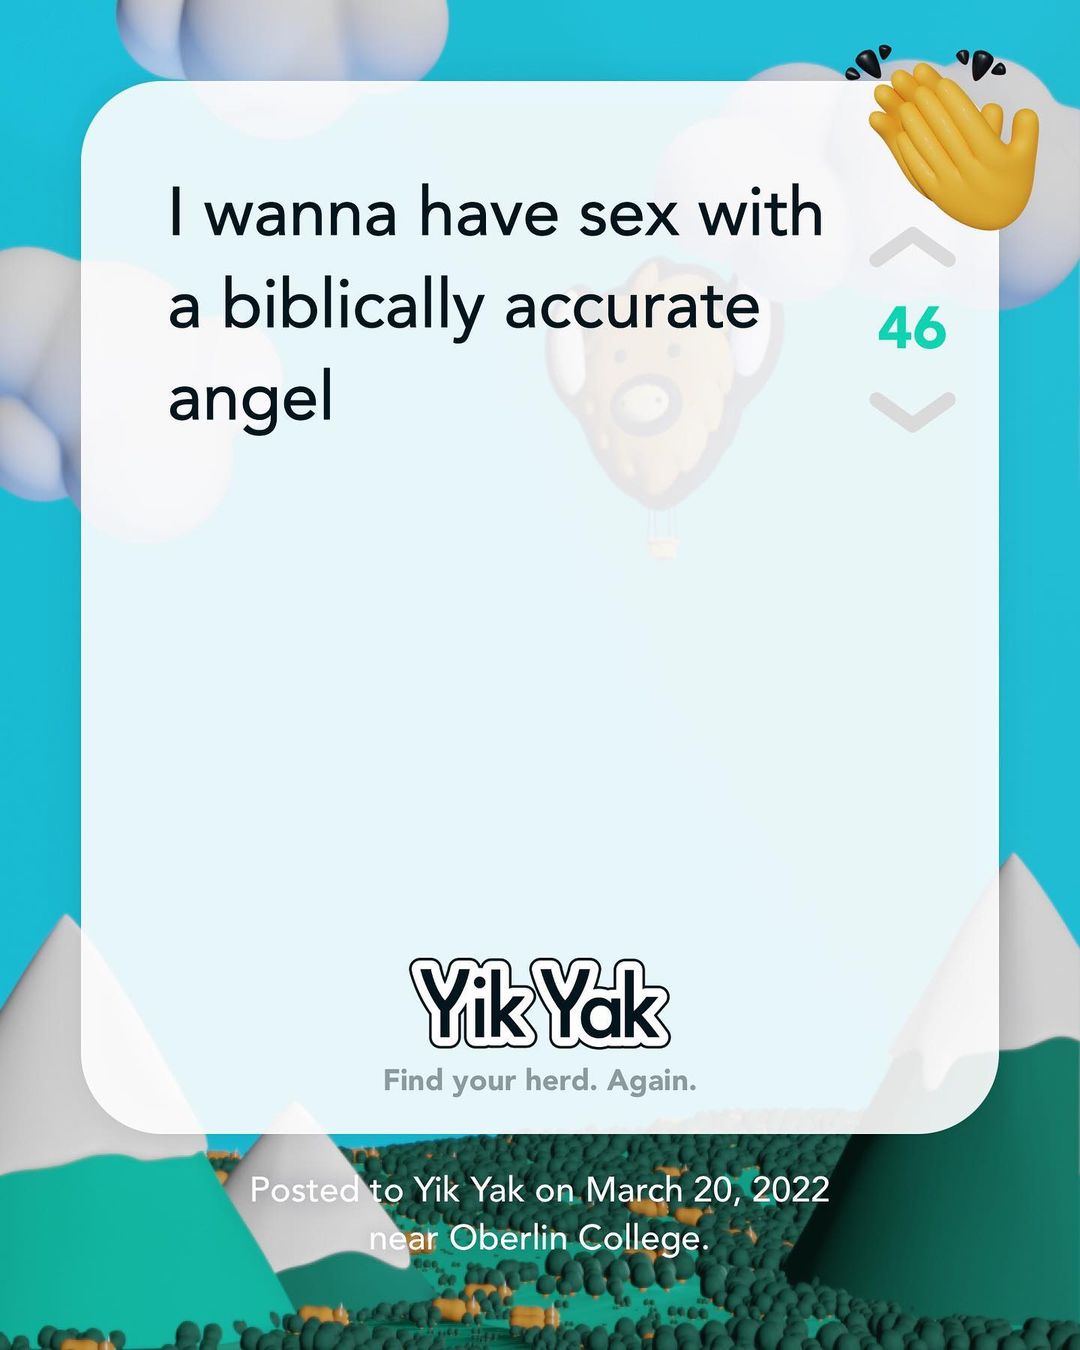 I wanna have sex with
a biblically accurate
angel
46
Yik Yak
Find your herd. Again.
Posted to Yik Yak on March 20, 2022
near Oberlin College.